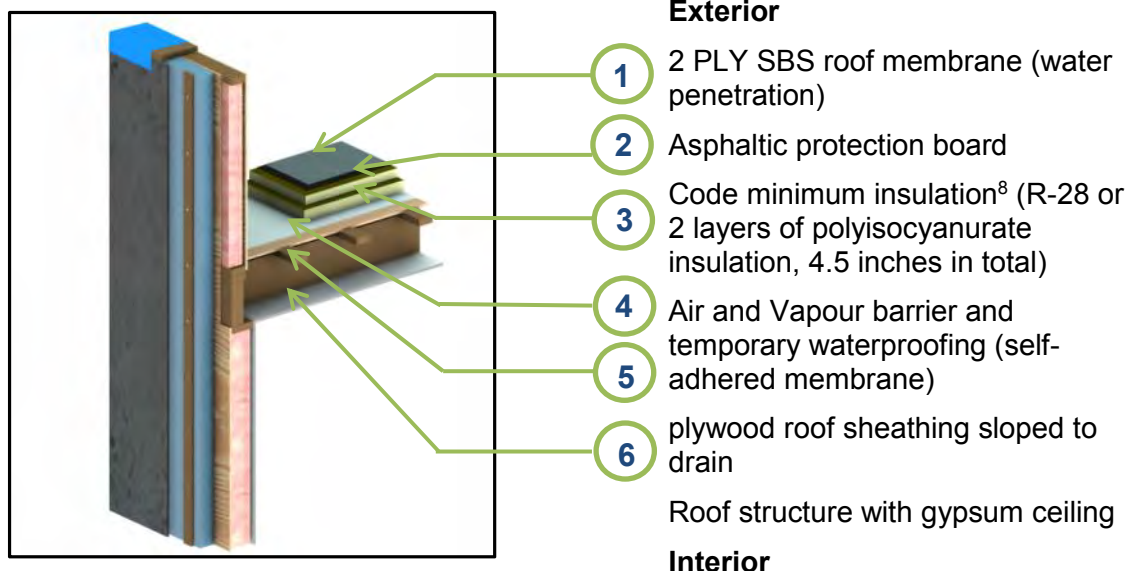 Exterior
1
2 PLY SBS roof membrane (water
penetration)
2
Asphaltic protection board
3
Code minimum insulation⁸ (R-28 or
2 layers of polyisocyanurate
insulation, 4.5 inches in total)
4
Air and Vapour barrier and
temporary waterproofing (self-
adhered membrane)
5
plywood roof sheathing sloped to
drain
6
Roof structure with gypsum ceiling
Interior